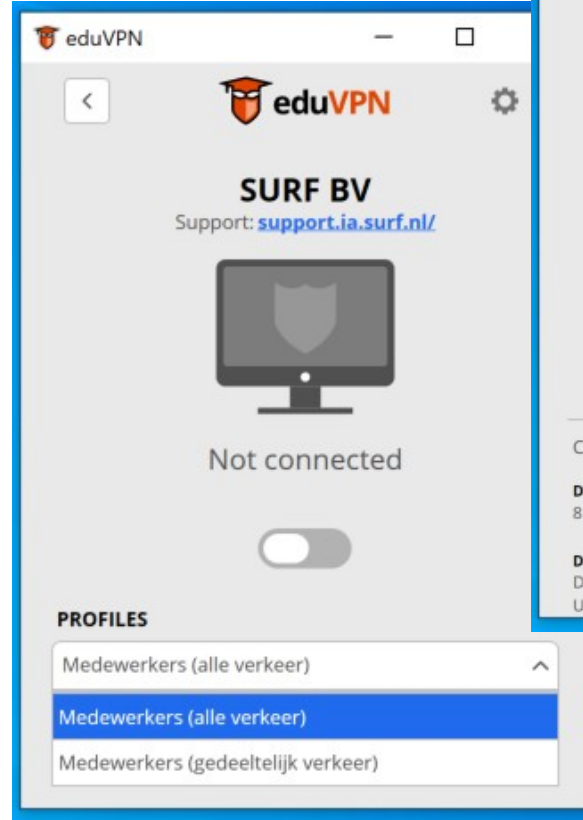 eduVPN
eduVPN
SURF BV
Support: support.ia.surf.nl/
Not connected
PROFILES
Medewerkers (alle verkeer)
Medewerkers (alle verkeer)
Medewerkers (gedeeltelijk verkeer)
C
D
8
D
D
U